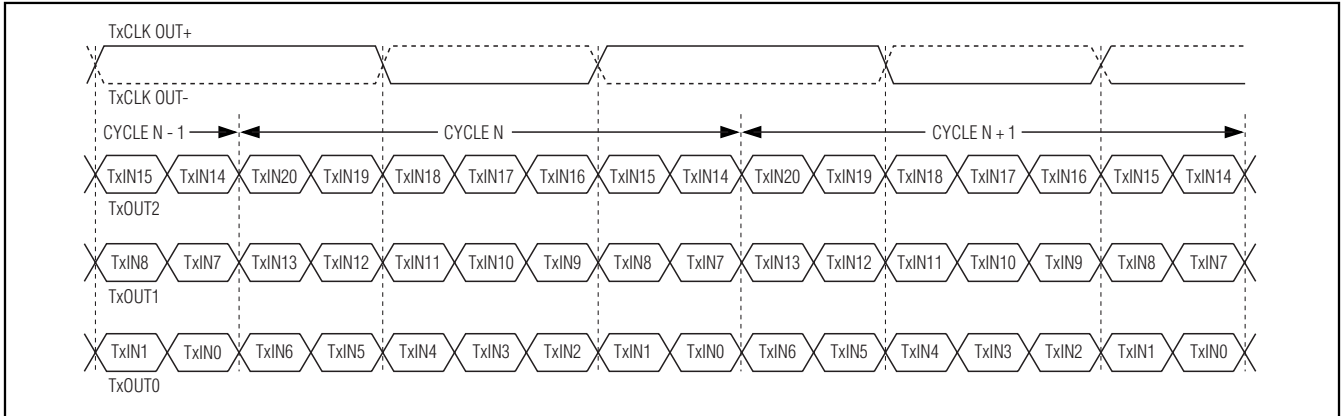 TxCLK OUT+
TxCLK OUT-
CYCLE N - 1 CYCLE N CYCLE N + 1
TxIN15 TxIN14 TxIN20 TxIN19 TxIN18 TxIN17 TxIN16 TxIN15 TxIN14 TxIN20 TxIN19 TxIN18 TxIN17 TxIN16 TxIN15 TxIN14
TxOUT2
TxIN8 TxIN7 TxIN13 TxIN12 TxIN11 TxIN10 TxIN9 TxIN8 TxIN7 TxIN13 TxIN12 TxIN11 TxIN10 TxIN9 TxIN8 TxIN7
TxOUT1
TxIN1 TxIN0 TxIN6 TxIN5 TxIN4 TxIN3 TxIN2 TxIN1 TxIN0 TxIN6 TxIN5 TxIN4 TxIN3 TxIN2 TxIN1 TxIN0
TxOUT0